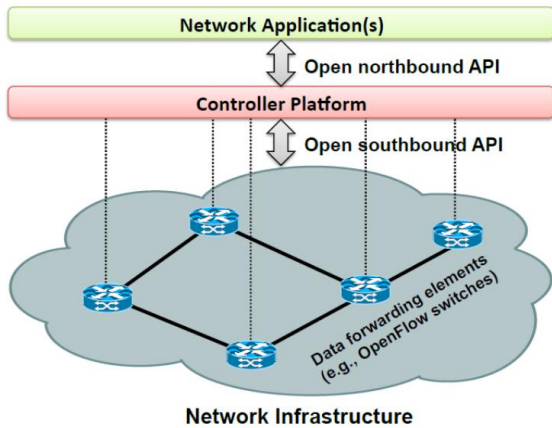 Network Application(s)
Open northbound API
Controller Platform
Open southbound API
Data forwarding elements
(e.g., OpenFlow switches)
Network Infrastructure